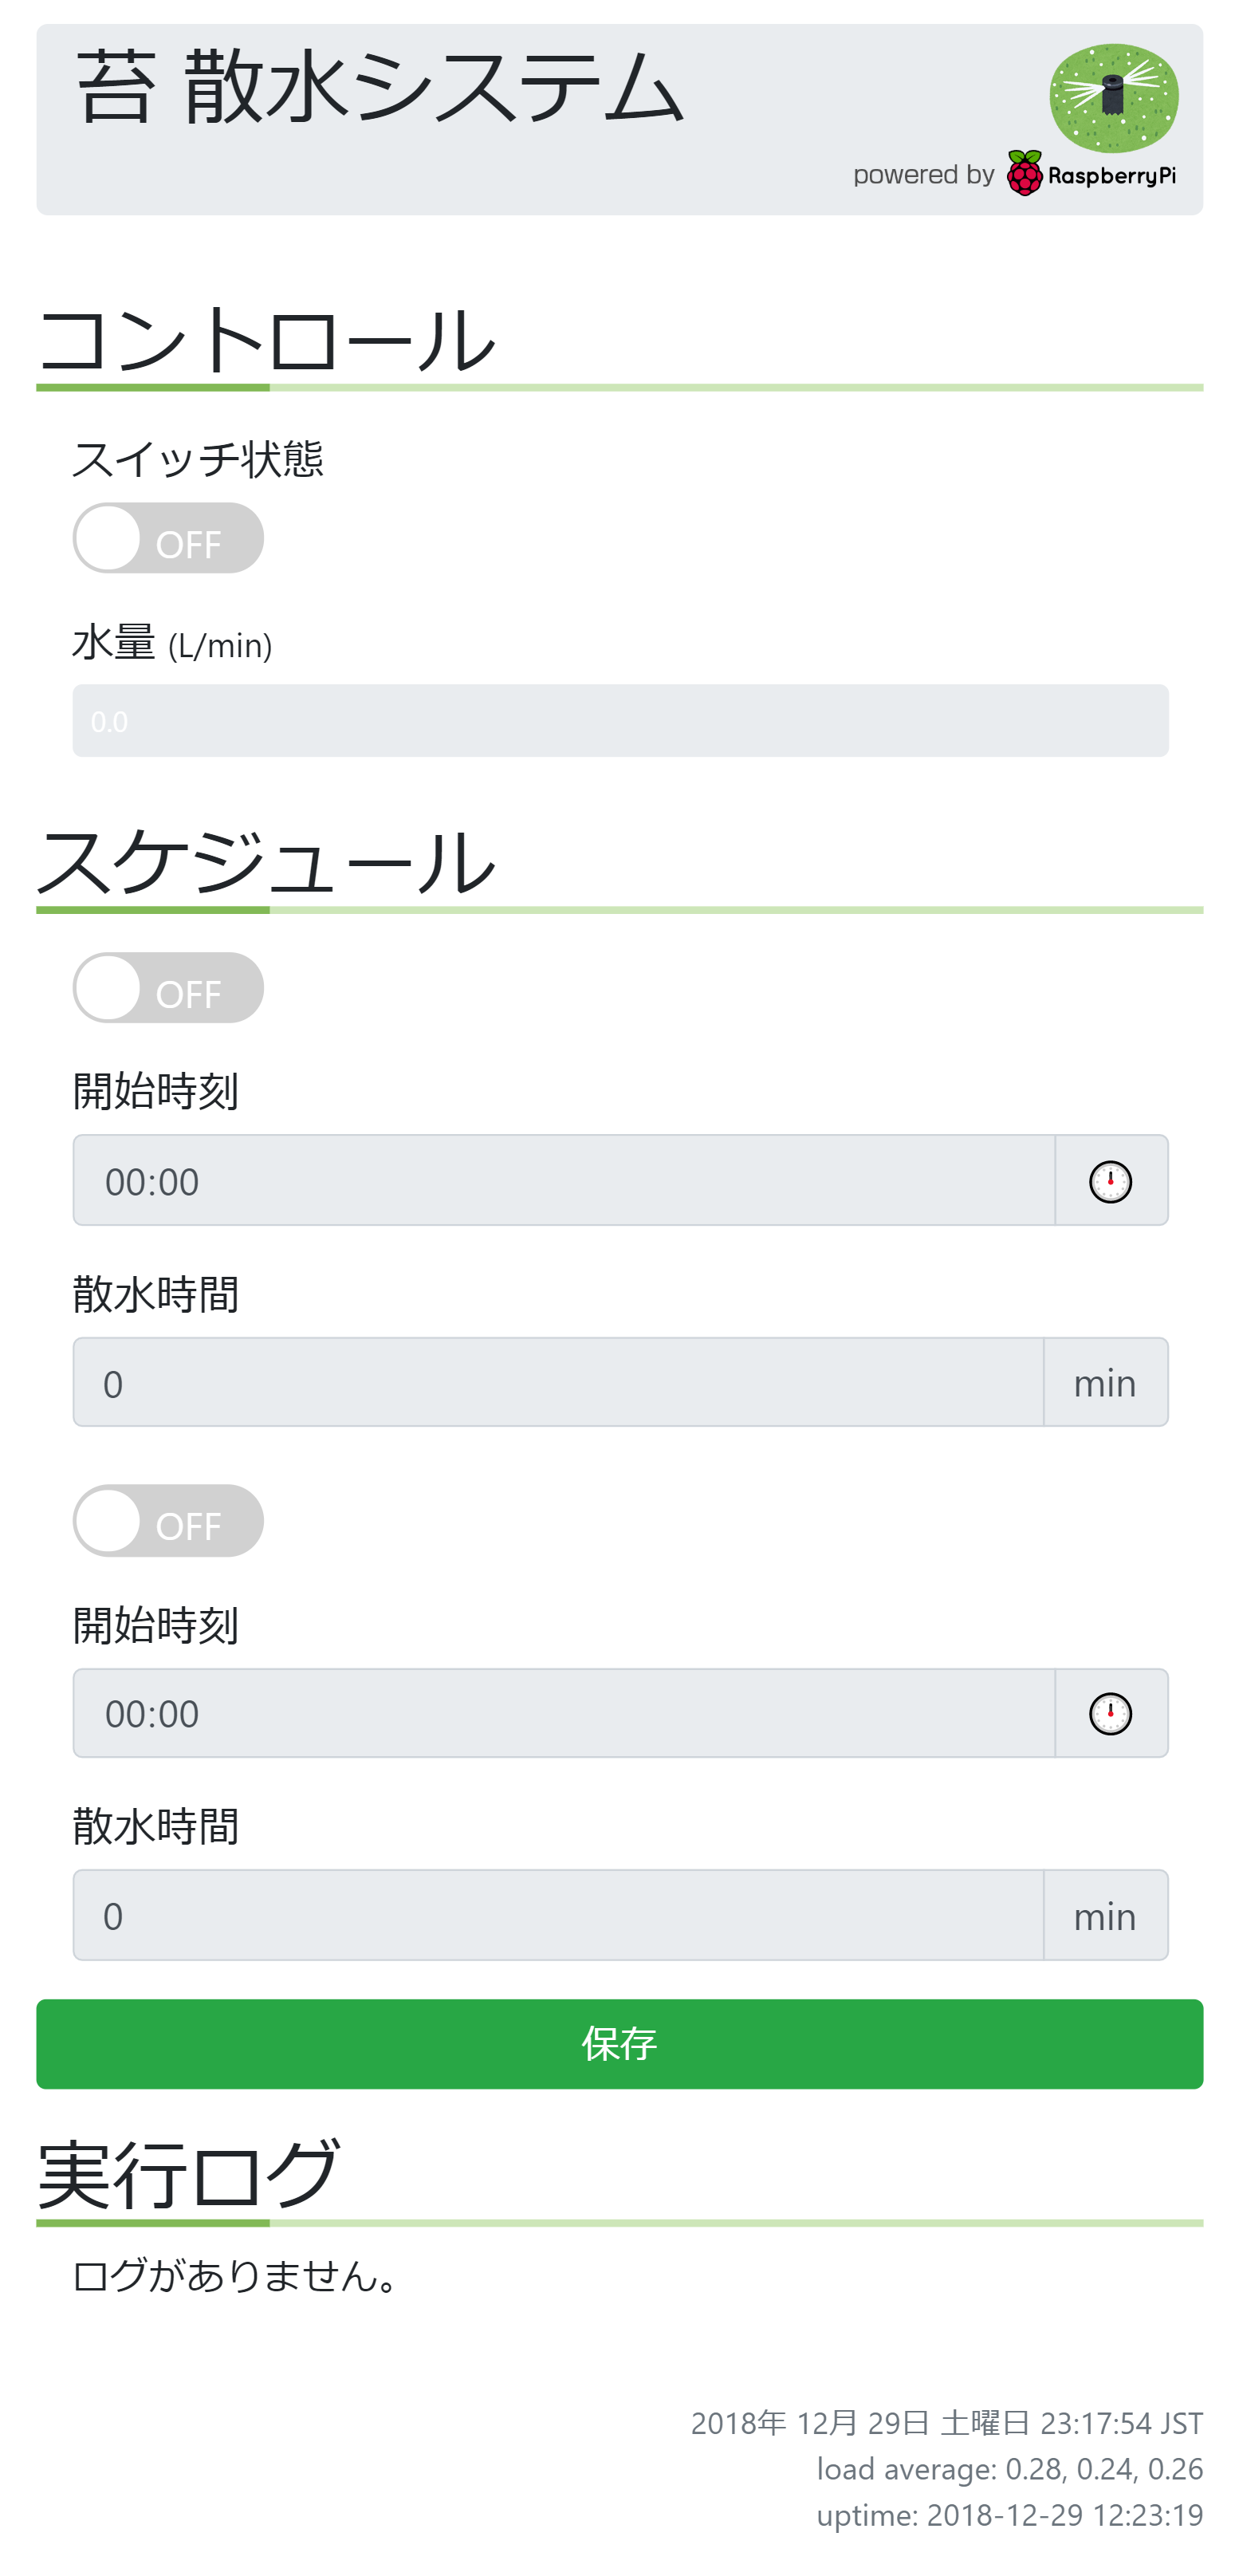 苔 散水システム
powered by RaspberryPi
コントロール
スイッチ状態
OFF
水量 (L/min)
0.0
スケジュール
OFF
開始時刻
00:00
散水時間
0 min
OFF
開始時刻
00:00
散水時間
0 min
保存
実行ログ
ログがありません。
2018年 12月 29日 土曜日 23:17:54 JST
load average: 0.28, 0.24, 0.26
uptime: 2018-12-29 12:23:19